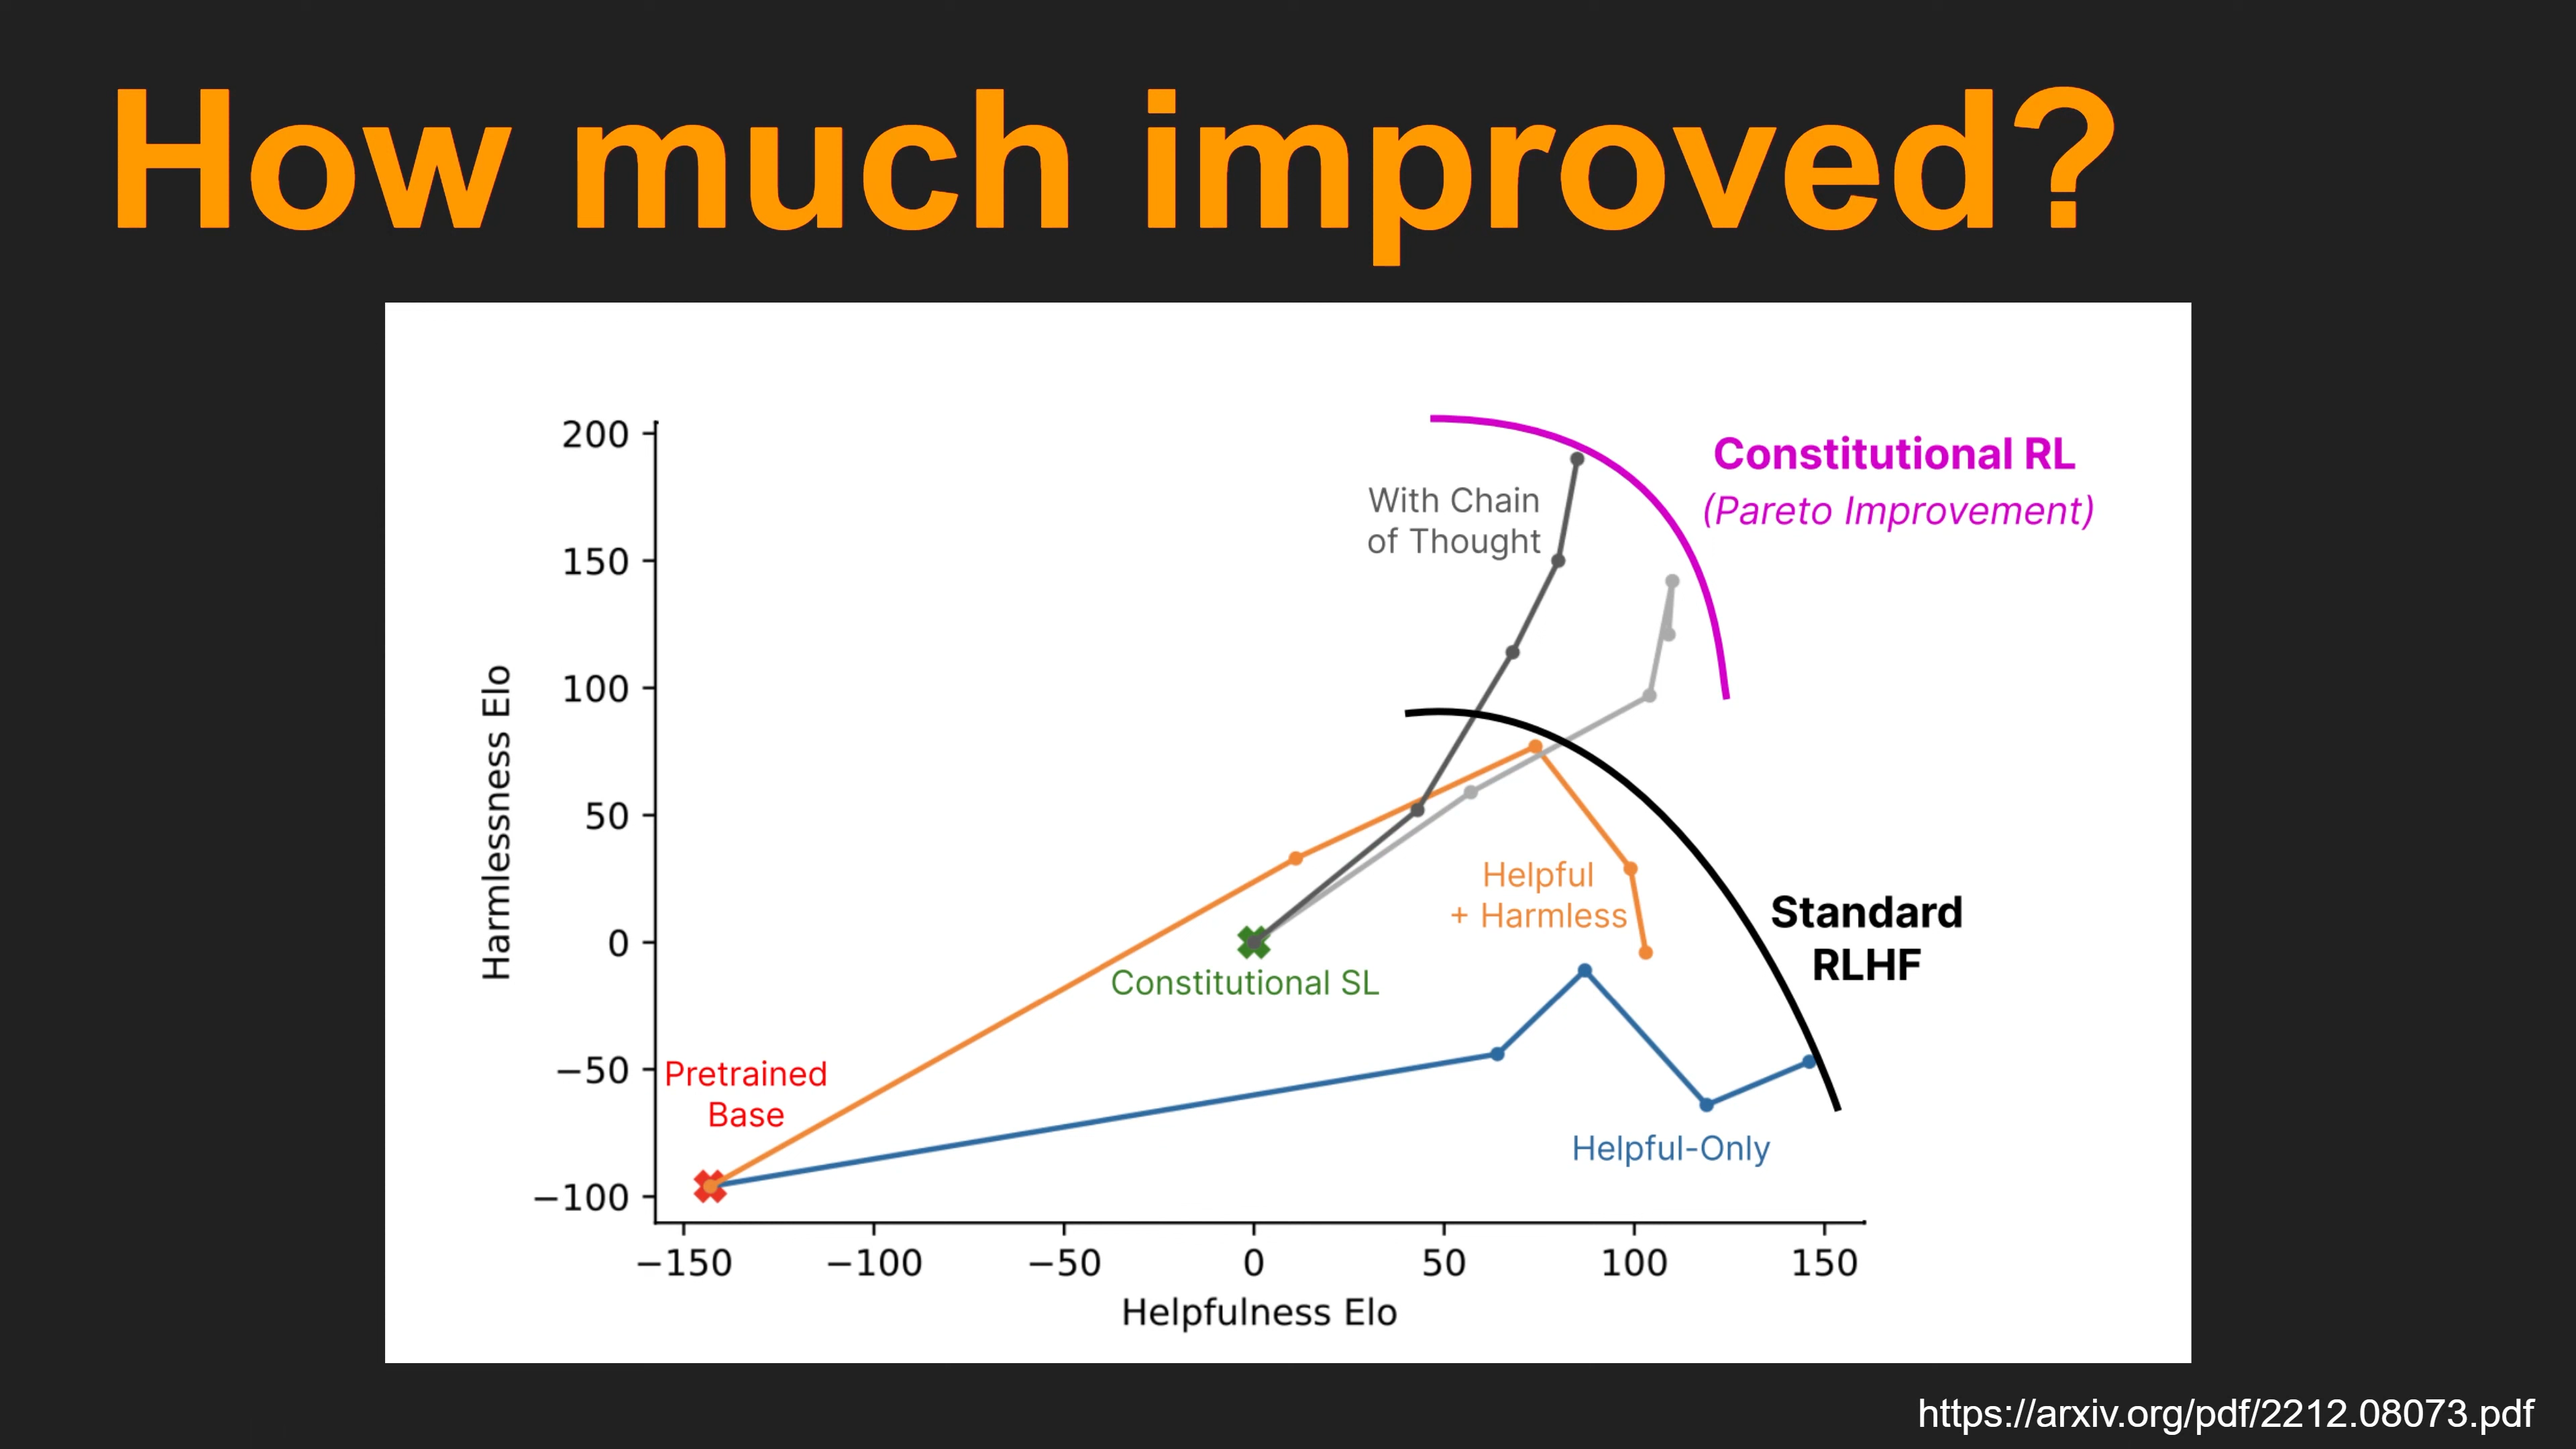 How much improved?
200
150
100
50
0
−50
−100
Harmlessness Elo
With Chain
of Thought
Constitutional RL
(Pareto Improvement)
Helpful
+ Harmless
Standard
RLHF
Constitutional SL
Pretrained
Base
Helpful-Only
−150
−100
−50
0
50
100
150
Helpfulness Elo
https://arxiv.org/pdf/2212.08073.pdf